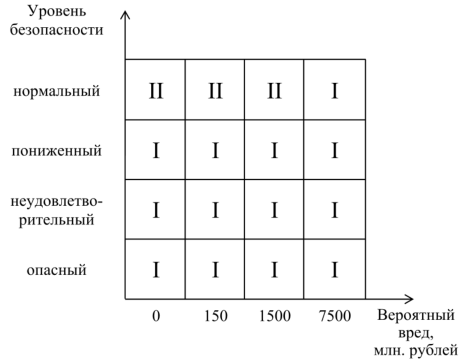 Уровень
безопасности
нормальный II II II I
пониженный I I I I
неудовлетво-
рительный I I I I
опасный I I I I
0 150 1500 7500 Вероятный
вред,
млн. рублей